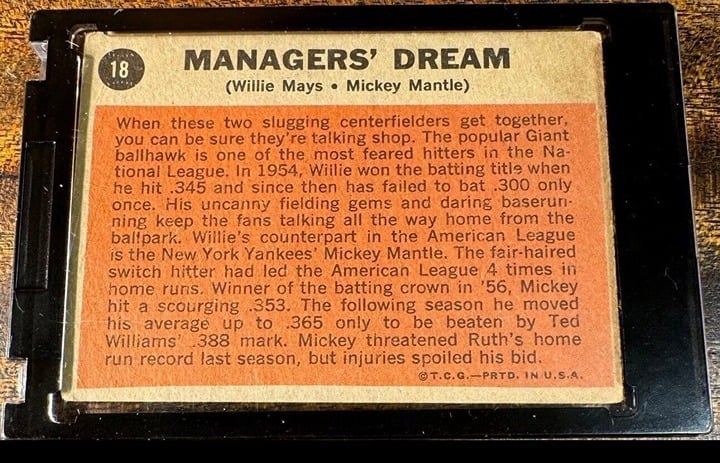 18
MANAGERS' DREAM
(Willie Mays • Mickey Mantle)
When these two slugging centerfielders get together,
you can be sure they're talking shop. The popular Giant
ballhawk is one of the most feared hitters in the Na-
tional League. In 1954, Willie won the batting title when
he hit .345 and since then has failed to bat .300 only
once. His uncanny fielding gems and daring baserun-
ning keep the fans talking all the way home from the
ballpark. Willie's counterpart in the American League
is the New York Yankees' Mickey Mantle. The fair-haired
switch hitter had led the American League 4 times in
home runs. Winner of the batting crown in '56, Mickey
hit a scourging .353. The following season he moved
his average up to .365 only to be beaten by Ted
Williams' .388 mark. Mickey threatened Ruth's home
run record last season, but injuries spoiled his bid.
©T.C.G.—PRTD. IN U.S.A.